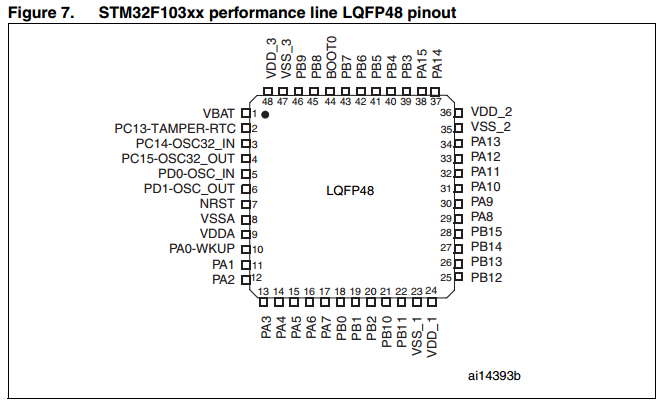 Figure 7. STM32F103xx performance line LQFP48 pinout
VDD_3
VSS_3
PB9
PB8
BOOT0
PB7
PB6
PB5
PB4
PB3
PA15
PA14
48 47 46 45 44 43 42 41 40 39 38 37
VBAT 1
PC13-TAMPER-RTC 2
PC14-OSC32_IN 3
PC15-OSC32_OUT 4
PD0-OSC_IN 5
PD1-OSC_OUT 6
NRST 7
VSSA 8
VDDA 9
PA0-WKUP 10
PA1 11
PA2 12
LQFP48
36 VDD_2
35 VSS_2
34 PA13
33 PA12
32 PA11
31 PA10
30 PA9
29 PA8
28 PB15
27 PB14
26 PB13
25 PB12
13 14 15 16 17 18 19 20 21 22 23 24
PA3
PA4
PA5
PA6
PA7
PB0
PB1
PB2
PB10
PB11
VSS_1
VDD_1
ai14393b